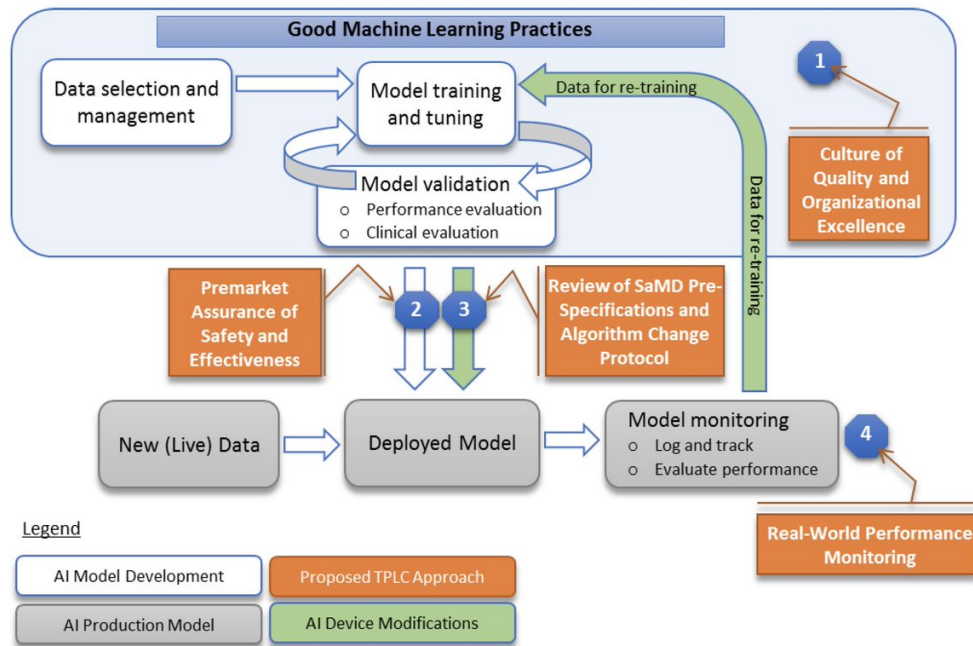 Good Machine Learning Practices
Data selection and
management
Model training
and tuning
Data for re-training
1
Culture of
Quality and
Organizational
Excellence
Model validation
o Performance evaluation
o Clinical evaluation
Data for re-training
Premarket
Assurance of
Safety and
Effectiveness
2
3
Review of SaMD Pre-
Specifications and
Algorithm Change
Protocol
New (Live) Data
Deployed Model
Model monitoring
o Log and track
o Evaluate performance
4
Real-World Performance
Monitoring
Legend
AI Model Development
Proposed TPLC Approach
AI Production Model
AI Device Modifications